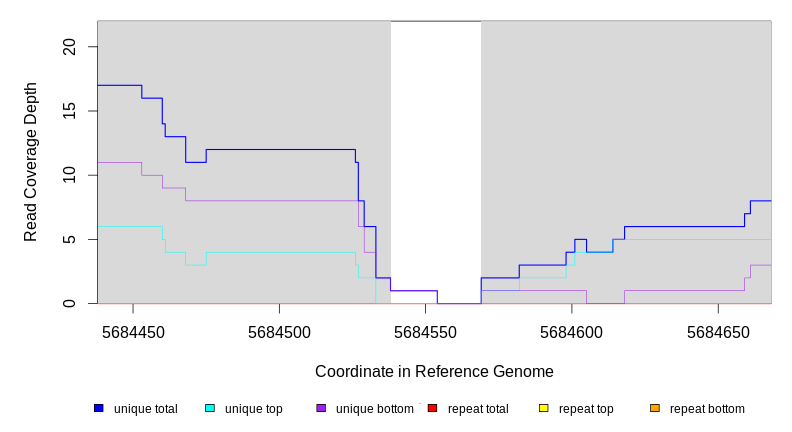 Read Coverage Depth
20
15
10
5
0
5684450 5684500 5684550 5684600 5684650
Coordinate in Reference Genome
unique total unique top unique bottom repeat total repeat top repeat bottom